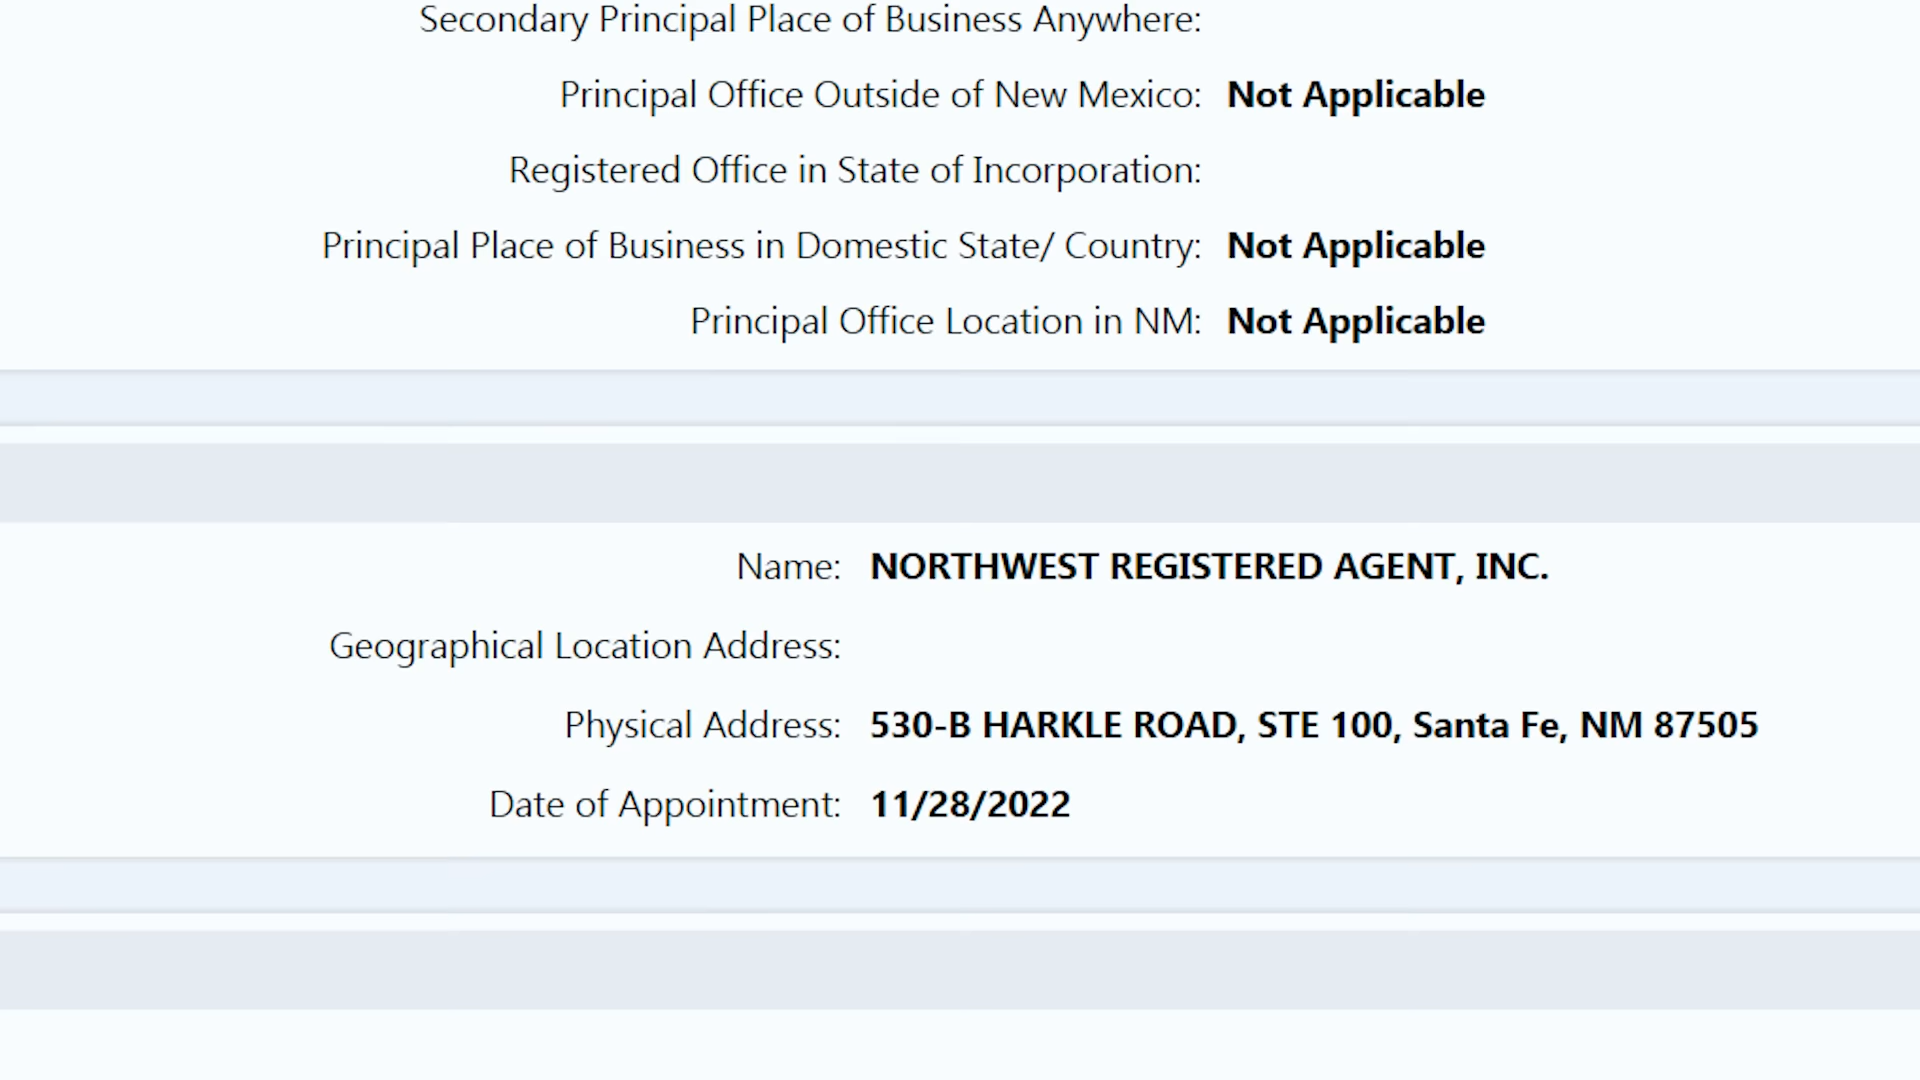 Secondary Principal Place of Business Anywhere:
Principal Office Outside of New Mexico: Not Applicable
Registered Office in State of Incorporation:
Principal Place of Business in Domestic State/ Country: Not Applicable
Principal Office Location in NM: Not Applicable
Name: NORTHWEST REGISTERED AGENT, INC.
Geographical Location Address:
Physical Address: 530-B HARKLE ROAD, STE 100, Santa Fe, NM 87505
Date of Appointment: 11/28/2022